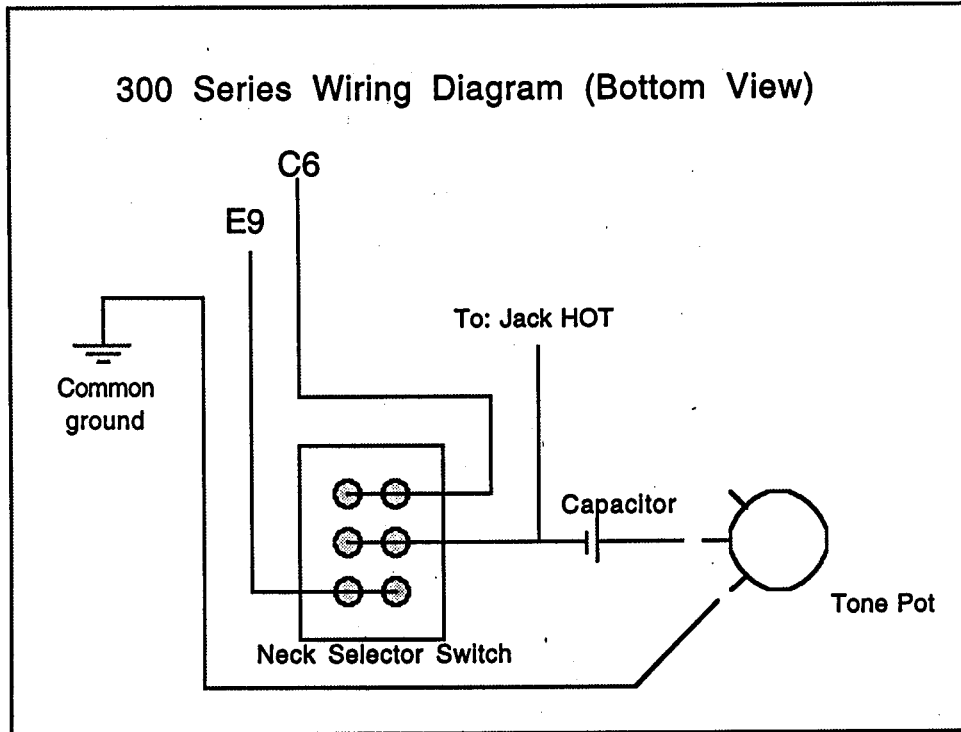 300 Series Wiring Diagram (Bottom View)
C6
E9
To: Jack HOT
Common
ground
Capacitor
Tone Pot
Neck Selector Switch